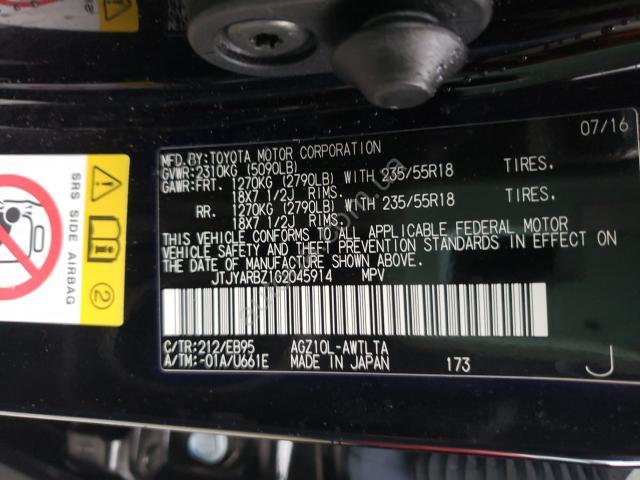 MFD.BY:TOYOTA MOTOR CORPORATION 07/16
GVWR:2310KG (5090LB)
GAWR:FRT. 1270KG (2790LB) WITH 235/55R18 TIRES.
18X7 1/2J RIMS.
RR. 1270KG (2790LB) WITH 235/55R18 TIRES.
18X7 1/2J RIMS.
THIS VEHICLE CONFORMS TO ALL APPLICABLE FEDERAL MOTOR
VEHICLE SAFETY AND THEFT PREVENTION STANDARDS IN EFFECT ON
THE DATE OF MANUFACTURE SHOWN ABOVE.
JTJYARBZ1G2045914 MPV
C/TR:212/EB95 AGZ10L-AWTLTA
A/TM:-01A/U661E MADE IN JAPAN 173 J
SRS SIDE AIRBAG 2